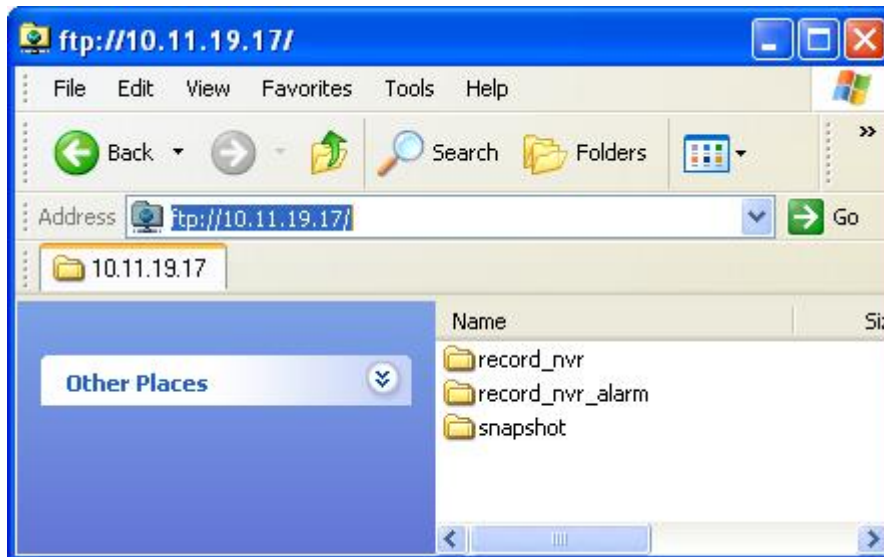 ftp://10.11.19.17/
File Edit View Favorites Tools Help
Back Search Folders »
Address ftp://10.11.19.17/ Go
10.11.19.17
Name Siz
Other Places
record_nvr
record_nvr_alarm
snapshot